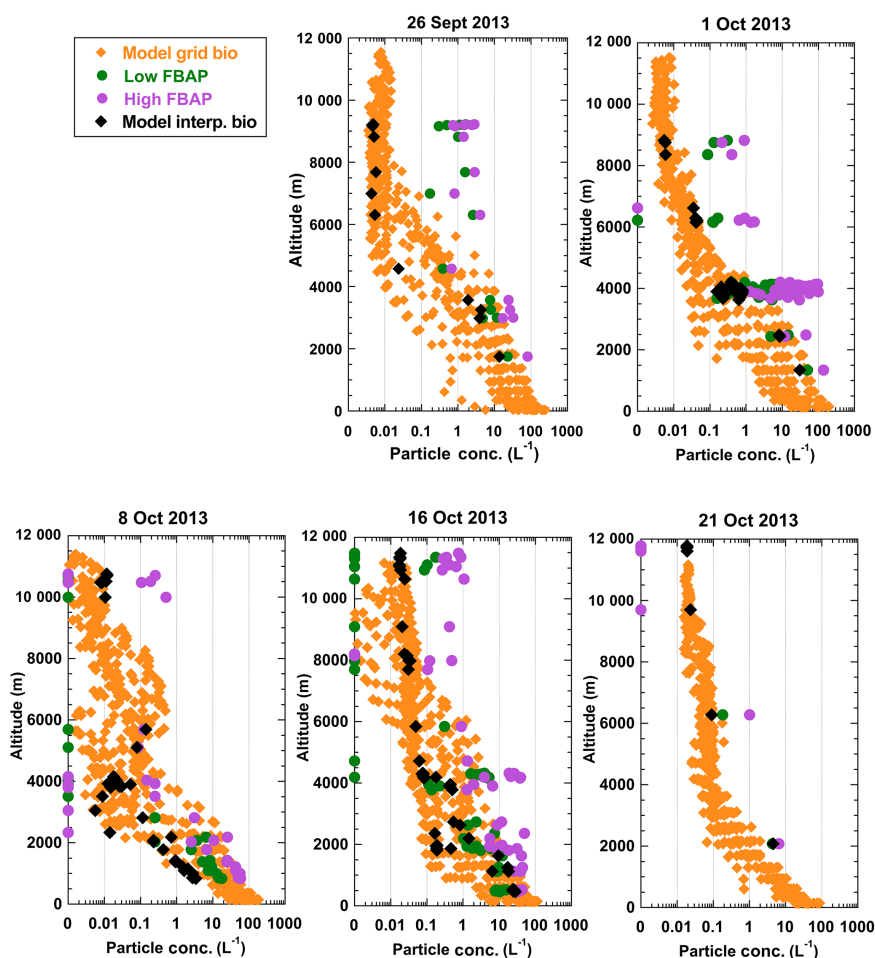 Model grid bio
Low FBAP
High FBAP
Model interp. bio
26 Sept 2013
12 000
10 000
8000
6000
4000
2000
0
Altitude (m)
0 0.01 0.1 1 10 100 1000
Particle conc. (L⁻¹)
1 Oct 2013
12 000
10 000
8000
6000
4000
2000
0
Altitude (m)
0 0.01 0.1 1 10 100 1000
Particle conc. (L⁻¹)
8 Oct 2013
12 000
10 000
8000
6000
4000
2000
0
Altitude (m)
0 0.01 0.1 1 10 100 1000
Particle conc. (L⁻¹)
16 Oct 2013
12 000
10 000
8000
6000
4000
2000
0
Altitude (m)
0 0.01 0.1 1 10 100 1000
Particle conc. (L⁻¹)
21 Oct 2013
12 000
10 000
8000
6000
4000
2000
0
Altitude (m)
0 0.01 0.1 1 10 100 1000
Particle conc. (L⁻¹)